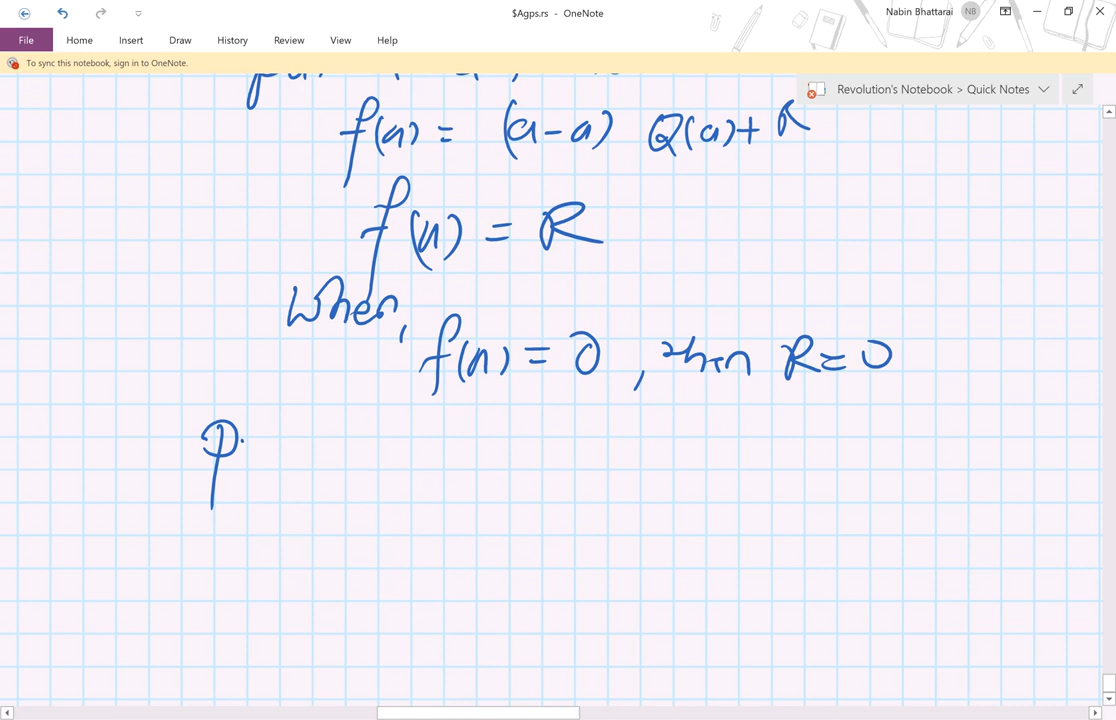 $Agps.rs - OneNote
Nabin Bhattarai NB
File Home Insert Draw History Review View Help
To sync this notebook, sign in to OneNote.
Revolution's Notebook > Quick Notes
f(a) = (a-a) Q(a)+R
f(a) = R
When,
f(a) = 0, then R=0
P